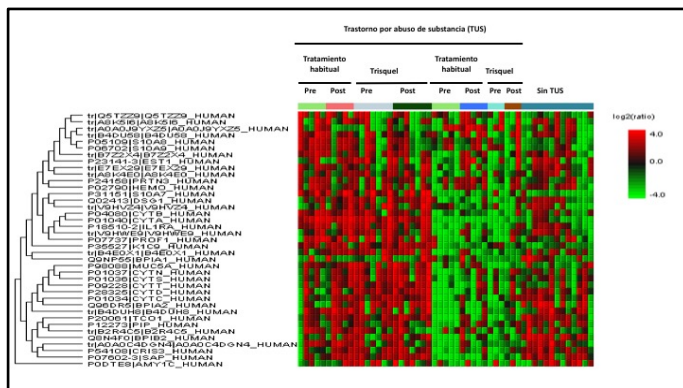 Trastorno por abuso de substancia (TUS)
Tratamiento habitual
Trisquel
Tratamiento habitual
Trisquel
Pre Post Pre Post Pre Post Pre Post Sin TUS
log2(ratio)
4.0
0.0
-4.0
tr|Q5TZZ9|Q5TZZ9_HUMAN
tr|A8K5I6|A8K5I6_HUMAN
tr|A0A0J9YXZ5|A0A0J9YXZ5_HUMAN
tr|B4DU58|B4DU58_HUMAN
P05109|S10A8_HUMAN
P06702|S10A9_HUMAN
tr|B7Z2X4|B7Z2X4_HUMAN
P23141-3|EST1_HUMAN
tr|E7EX29|E7EX29_HUMAN
tr|A8K4E0|A8K4E0_HUMAN
P24158|PRTN3_HUMAN
P02790|HEMO_HUMAN
P31151|S10A7_HUMAN
Q02413|DSG1_HUMAN
tr|V9HVZ4|V9HVZ4_HUMAN
P04080|CYTB_HUMAN
P01040|CYTA_HUMAN
P18510-2|IL1RA_HUMAN
tr|V9HWE9|V9HWE9_HUMAN
P07737|PROF1_HUMAN
P35527|K1C9_HUMAN
tr|B4E0X1|B4E0X1_HUMAN
Q9NP55|BPIA1_HUMAN
P98088|MUC5A_HUMAN
P01037|CYTN_HUMAN
P01036|CYTS_HUMAN
P09228|CYTT_HUMAN
P28325|CYTD_HUMAN
P01034|CYTC_HUMAN
Q96DR5|BPIA2_HUMAN
tr|B4DUH8|B4DUH8_HUMAN
P20061|TCO1_HUMAN
P12273|PIP_HUMAN
tr|B2R4C5|B2R4C5_HUMAN
Q8N4F0|BPIB2_HUMAN
tr|A0A0C4DGN4|A0A0C4DGN4_HUMAN
P54108|CRIS3_HUMAN
P07602-3|SAP_HUMAN
P0DTE8|AMY1C_HUMAN